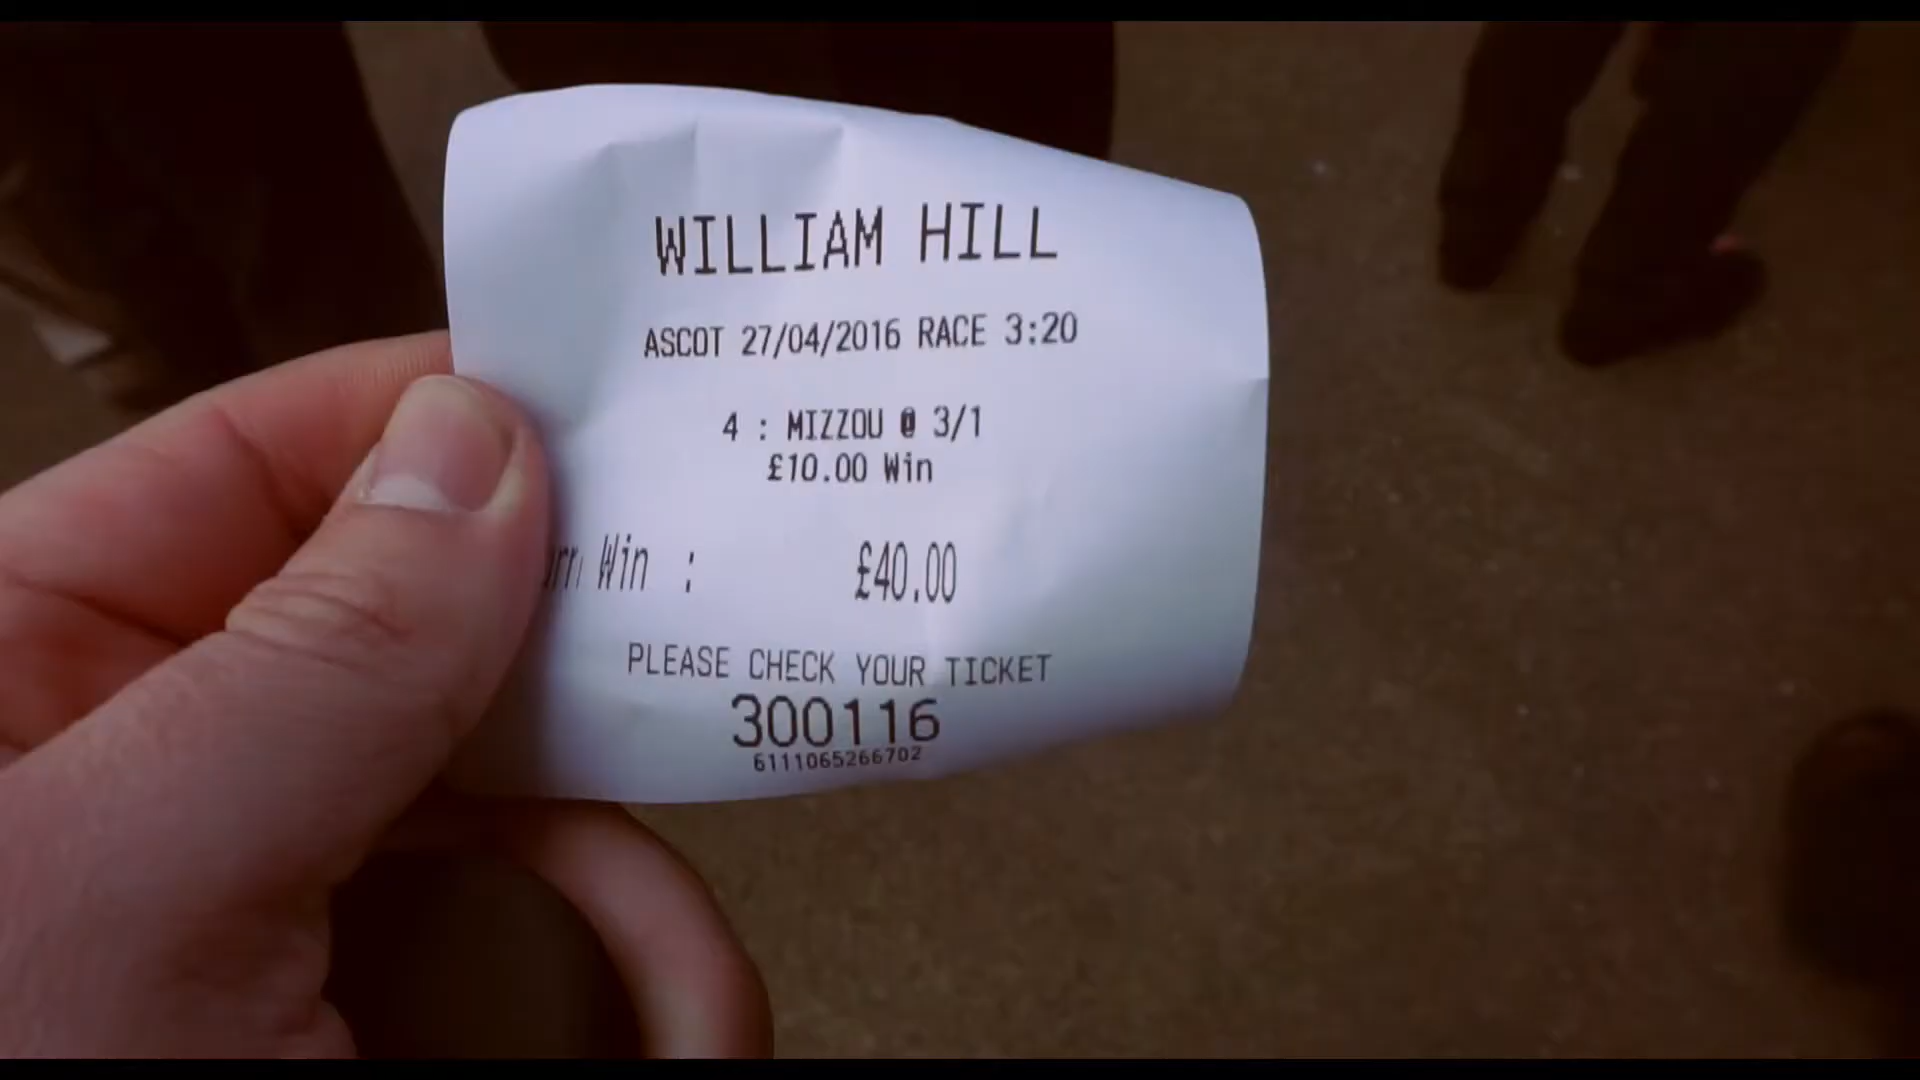 WILLIAM HILL
ASCOT 27/04/2016 RACE 3:20
4 : MIZZOU @ 3/1
£10.00 Win
Win : £40.00
PLEASE CHECK YOUR TICKET
300116
6111065266702